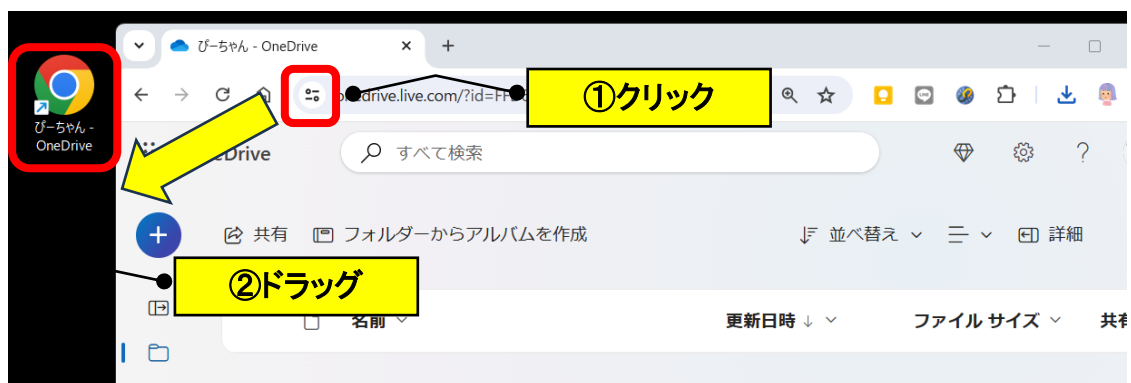 ぴーちゃん - OneDrive
onedrive.live.com/?id=
①クリック
ぴーちゃん -
OneDrive
すべて検索
共有 フォルダーからアルバムを作成 並べ替え 詳細
②ドラッグ
名前 更新日時 ファイル サイズ